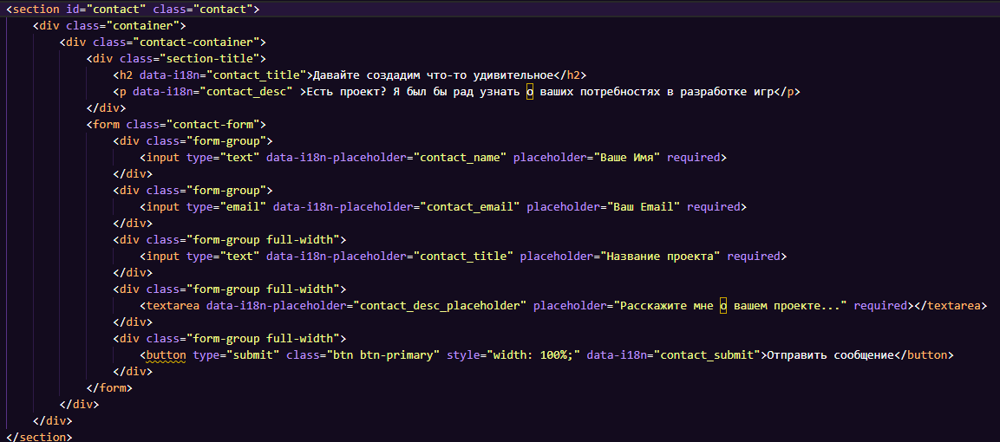 <section id="contact" class="contact">
<div class="container">
<div class="contact-container">
<div class="section-title">
<h2 data-i18n="contact_title">Давайте создадим что-то удивительное</h2>
<p data-i18n="contact_desc" >Есть проект? Я был бы рад узнать о ваших потребностях в разработке игр</p>
</div>
<form class="contact-form">
<div class="form-group">
<input type="text" data-i18n-placeholder="contact_name" placeholder="Ваше Имя" required>
</div>
<div class="form-group">
<input type="email" data-i18n-placeholder="contact_email" placeholder="Ваш Email" required>
</div>
<div class="form-group full-width">
<input type="text" data-i18n-placeholder="contact_title" placeholder="Название проекта" required>
</div>
<div class="form-group full-width">
<textarea data-i18n-placeholder="contact_desc_placeholder" placeholder="Расскажите мне о вашем проекте..." required></textarea>
</div>
<div class="form-group full-width">
<button type="submit" class="btn btn-primary" style="width: 100%;" data-i18n="contact_submit">Отправить сообщение</button>
</div>
</form>
</div>
</div>
</section>